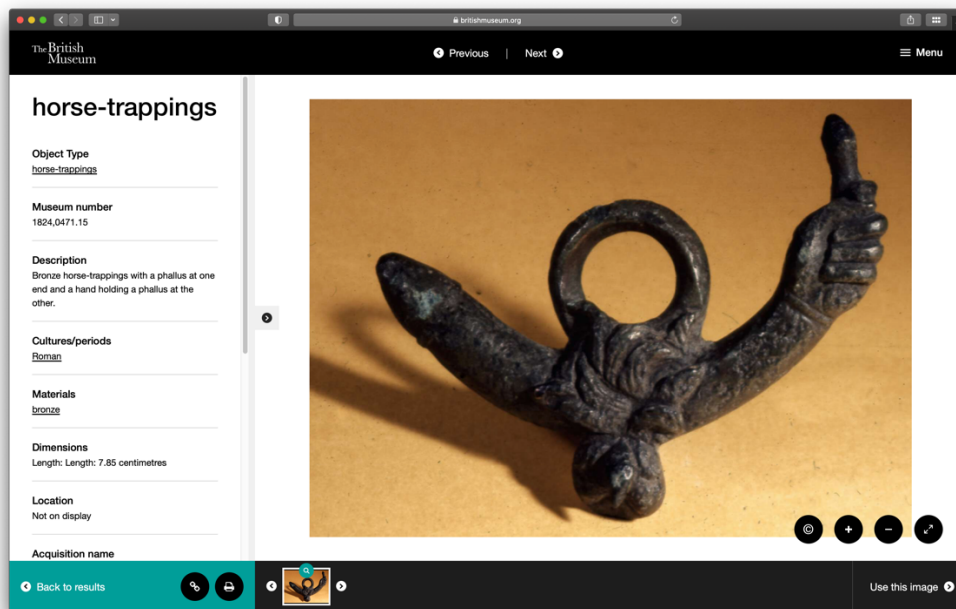 britishmuseum.org
The British
Museum
Previous | Next
Menu
horse-trappings
Object Type
horse-trappings
Museum number
1824,0471.15
Description
Bronze horse-trappings with a phallus at one
end and a hand holding a phallus at the
other.
Cultures/periods
Roman
Materials
bronze
Dimensions
Length: Length: 7.85 centimetres
Location
Not on display
Acquisition name
©
Back to results
Use this image